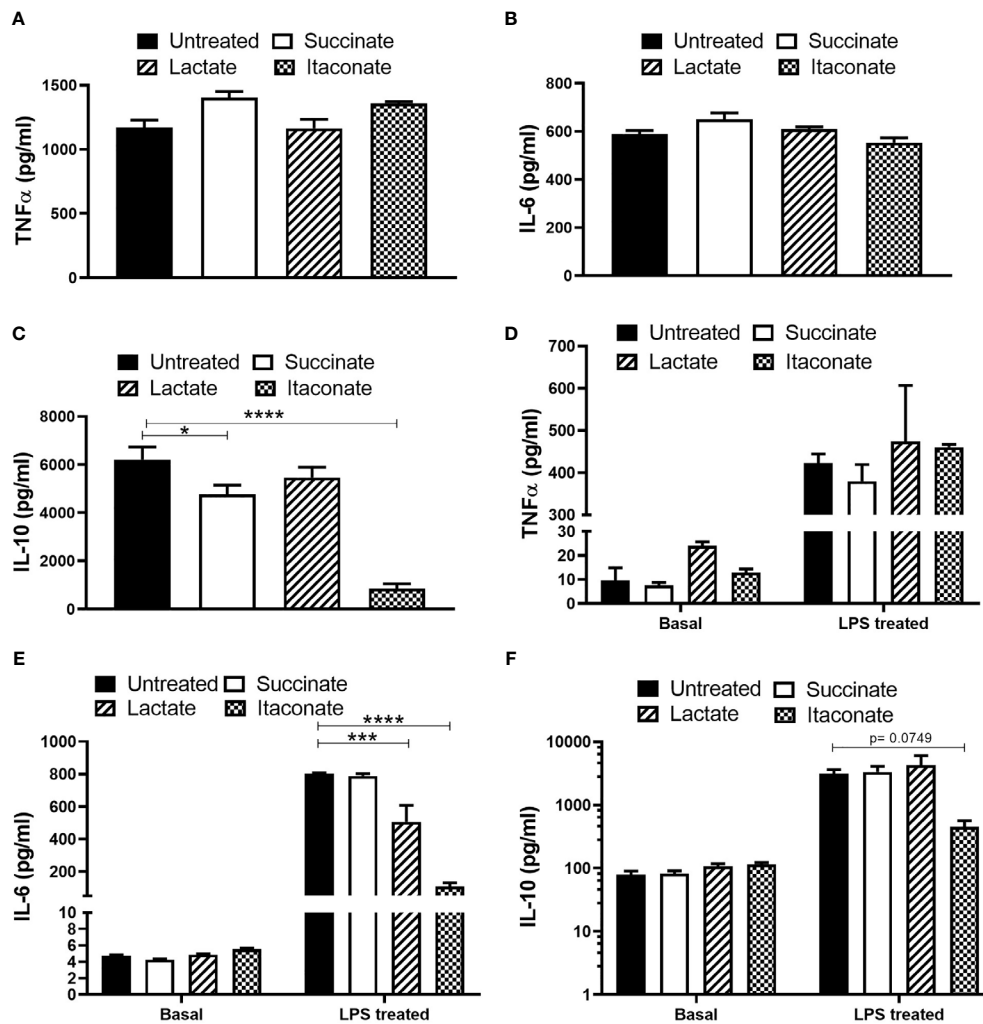 A
Untreated Succinate
Lactate Itaconate
TNFα (pg/ml)
1500
1000
500
0
B
Untreated Succinate
Lactate Itaconate
IL-6 (pg/ml)
800
600
400
200
0
C
Untreated Succinate
Lactate Itaconate
****
*
IL-10 (pg/ml)
8000
6000
4000
2000
0
D
Untreated Succinate
Lactate Itaconate
TNFα (pg/ml)
700
600
500
400
300
30
20
10
0
Basal LPS treated
E
Untreated Succinate
Lactate Itaconate
****
***
IL-6 (pg/ml)
1000
800
600
400
200
8
6
4
2
0
Basal LPS treated
F
Untreated Succinate
Lactate Itaconate
p= 0.0749
IL-10 (pg/ml)
10000
1000
100
10
1
Basal LPS treated